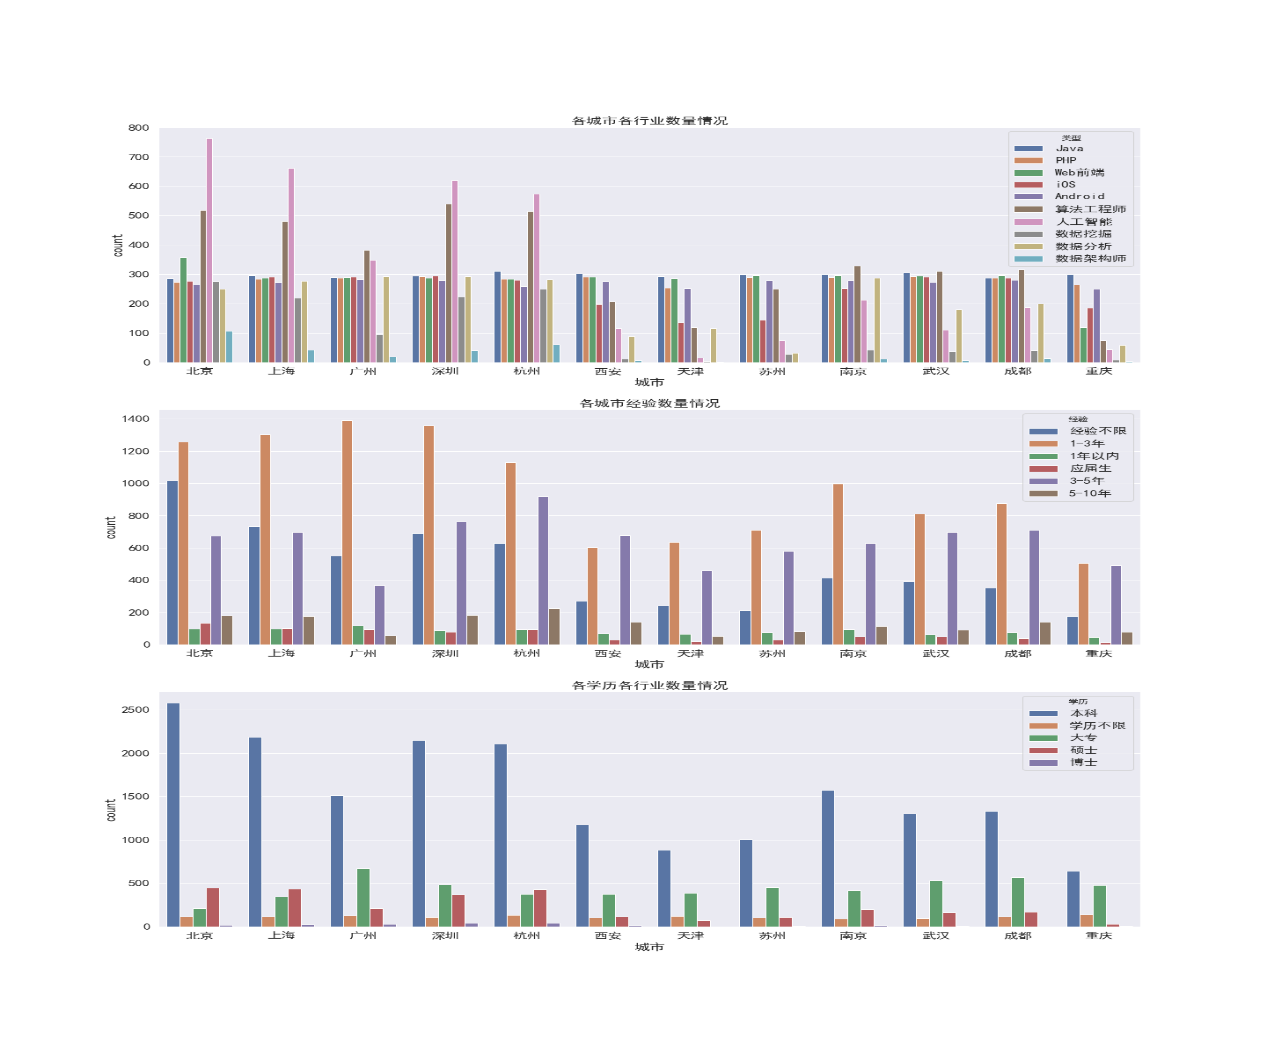 各城市各行业数量情况
800
700
600
500
400
300
200
100
0
count
类型
Java
PHP
Web前端
iOS
Android
算法工程师
人工智能
数据挖掘
数据分析
数据架构师
北京 上海 广州 深圳 杭州 西安 天津 苏州 南京 武汉 成都 重庆
城市
各城市经验数量情况
1400
1200
1000
800
600
400
200
0
count
经验
经验不限
1-3年
1年以内
应届生
3-5年
5-10年
北京 上海 广州 深圳 杭州 西安 天津 苏州 南京 武汉 成都 重庆
城市
各学历各行业数量情况
2500
2000
1500
1000
500
0
count
学历
本科
学历不限
大专
硕士
博士
北京 上海 广州 深圳 杭州 西安 天津 苏州 南京 武汉 成都 重庆
城市